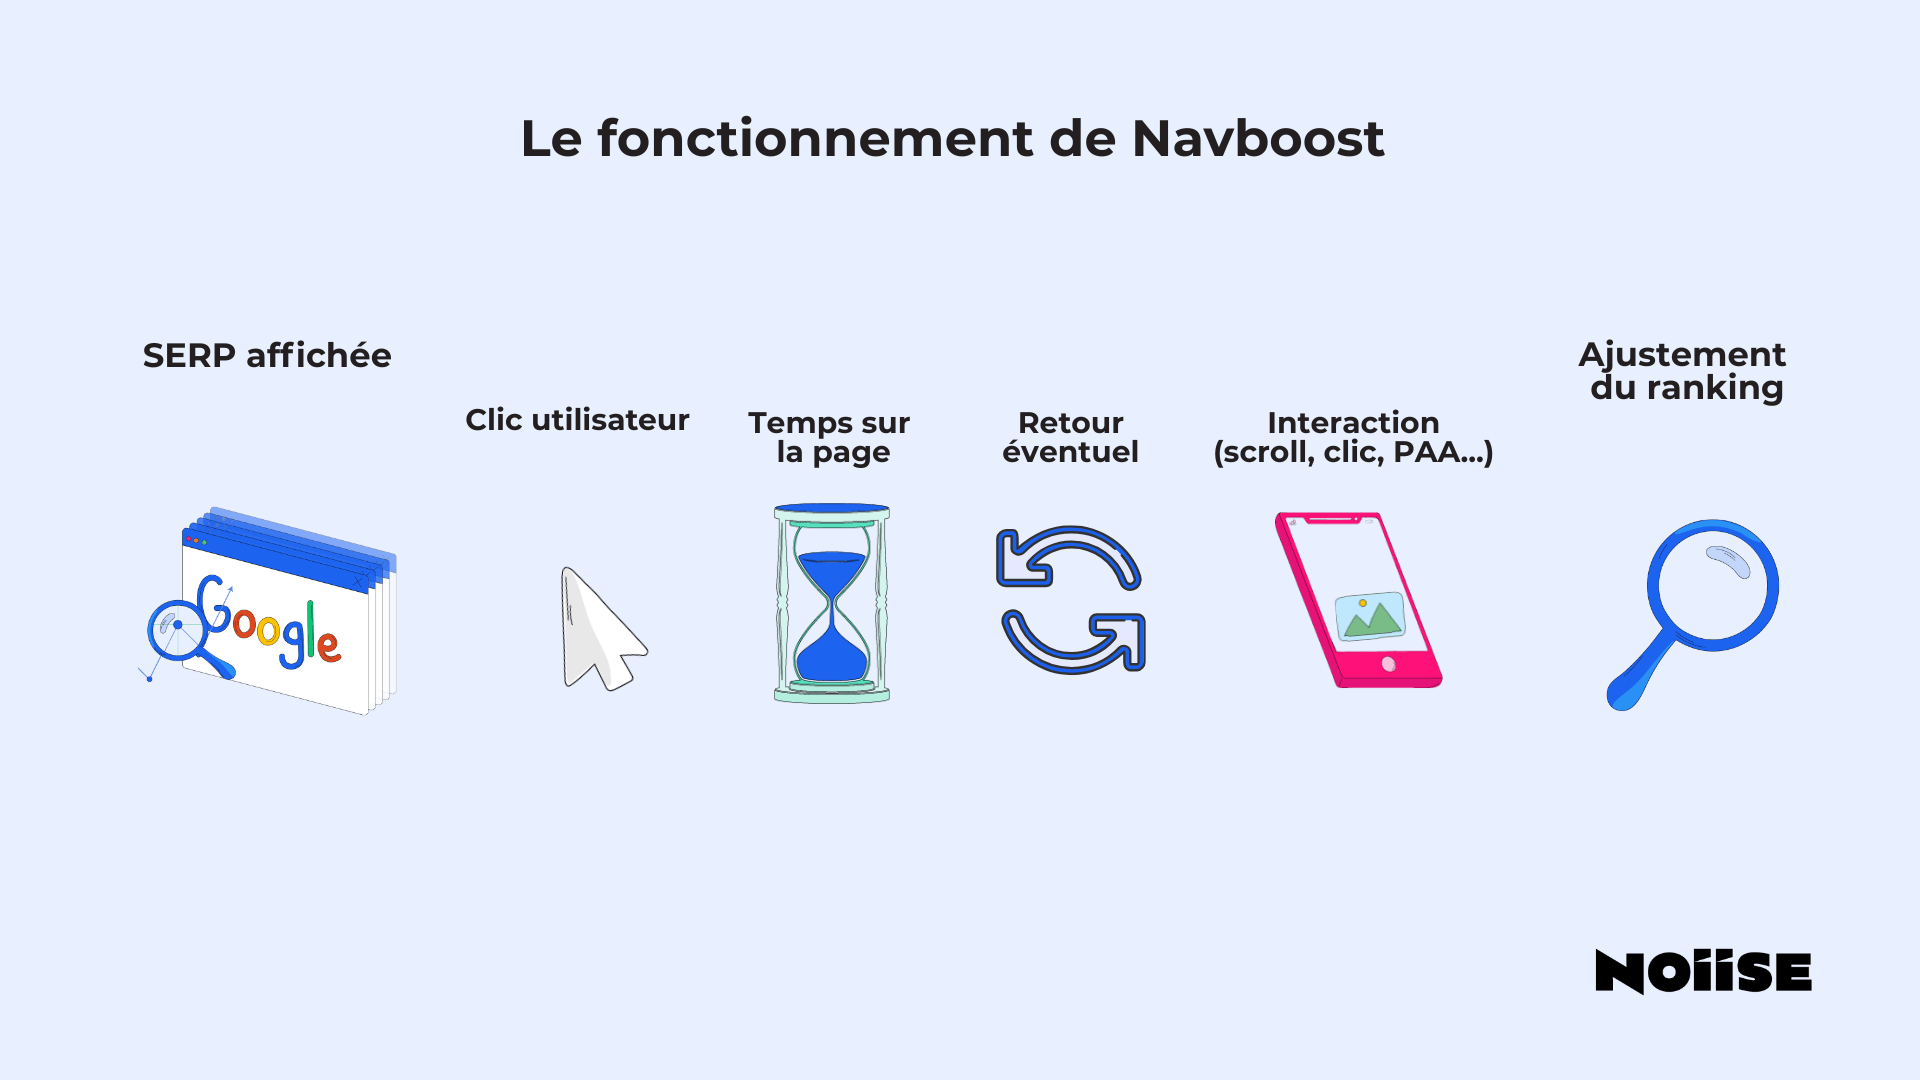 Le fonctionnement de Navboost
SERP affichée
Clic utilisateur
Temps sur
la page
Retour
éventuel
Interaction
(scroll, clic, PAA...)
Ajustement
du ranking
Google
NOIISE